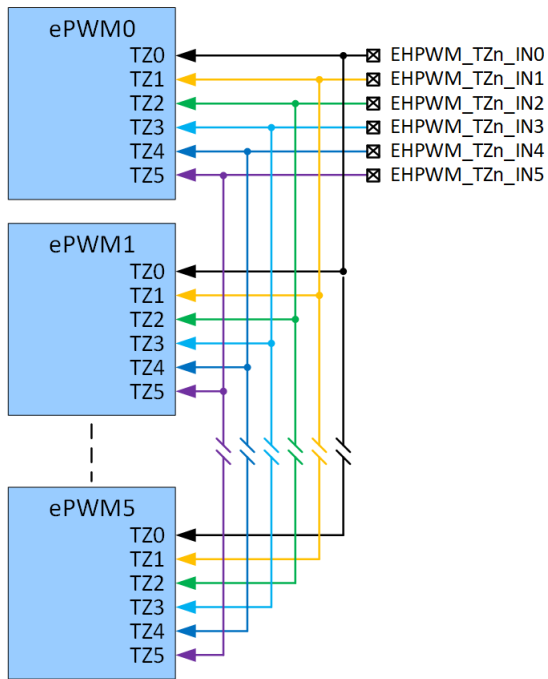 ePWM0
TZ0 EHPWM_TZn_IN0
TZ1 EHPWM_TZn_IN1
TZ2 EHPWM_TZn_IN2
TZ3 EHPWM_TZn_IN3
TZ4 EHPWM_TZn_IN4
TZ5 EHPWM_TZn_IN5
ePWM1
TZ0
TZ1
TZ2
TZ3
TZ4
TZ5
ePWM5
TZ0
TZ1
TZ2
TZ3
TZ4
TZ5